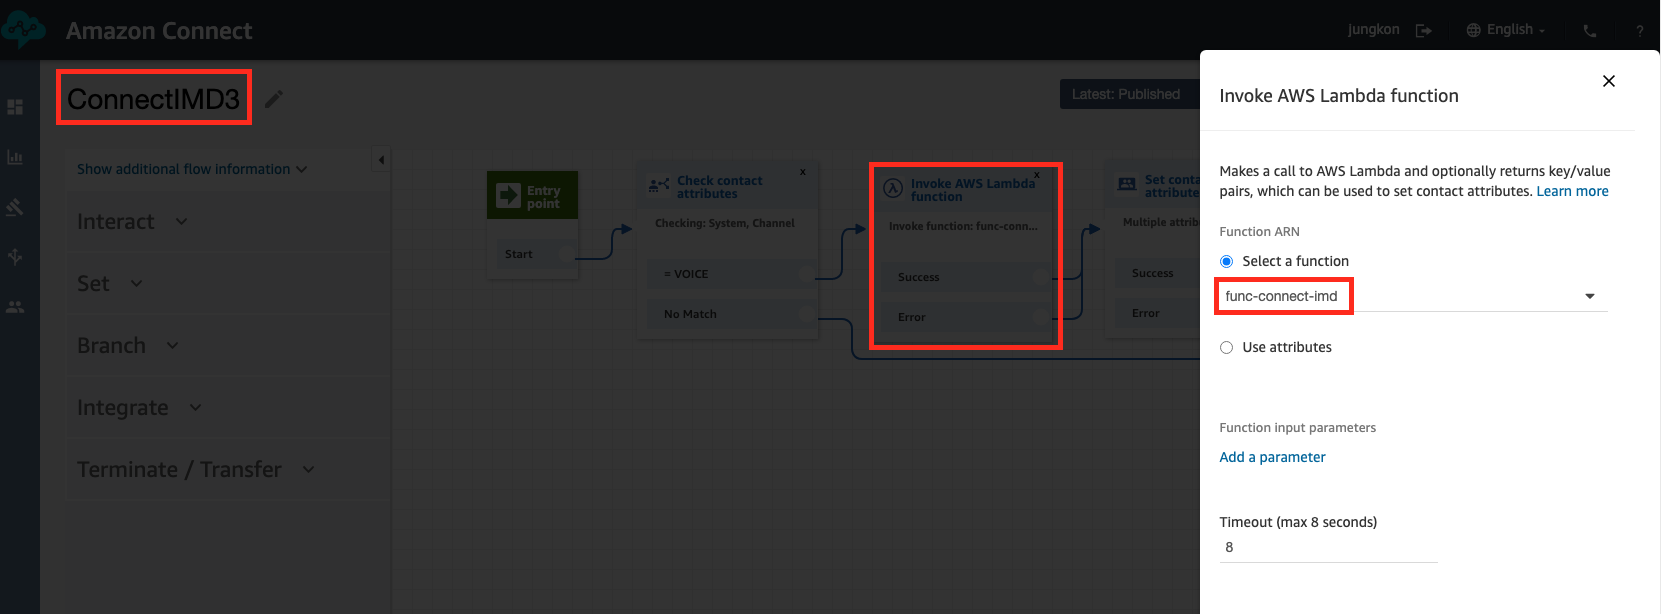 Amazon Connect
jungkon
English
?
ConnectIMD3
Latest: Published
Show additional flow information
Interact
Set
Branch
Integrate
Terminate / Transfer
Entry
point
Start
x
Check contact
attributes
Checking: System, Channel
= VOICE
No Match
x
Invoke AWS Lambda
function
Invoke function: func-conn...
Success
Error
Set conta
attribute
Multiple attrib
Success
Error
Invoke AWS Lambda function
Makes a call to AWS Lambda and optionally returns key/value
pairs, which can be used to set contact attributes. Learn more
Function ARN
Select a function
func-connect-imd
Use attributes
Function input parameters
Add a parameter
Timeout (max 8 seconds)
8